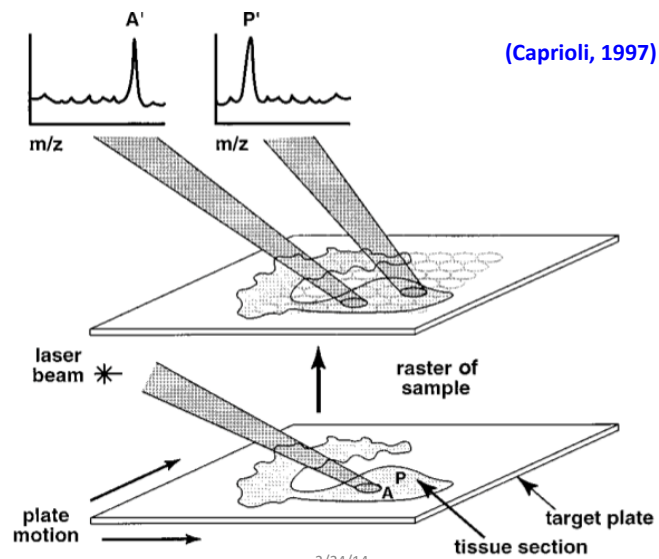 A' P'
(Caprioli, 1997)
m/z m/z
laser
beam
raster of
sample
A P
plate
motion
target plate
tissue section